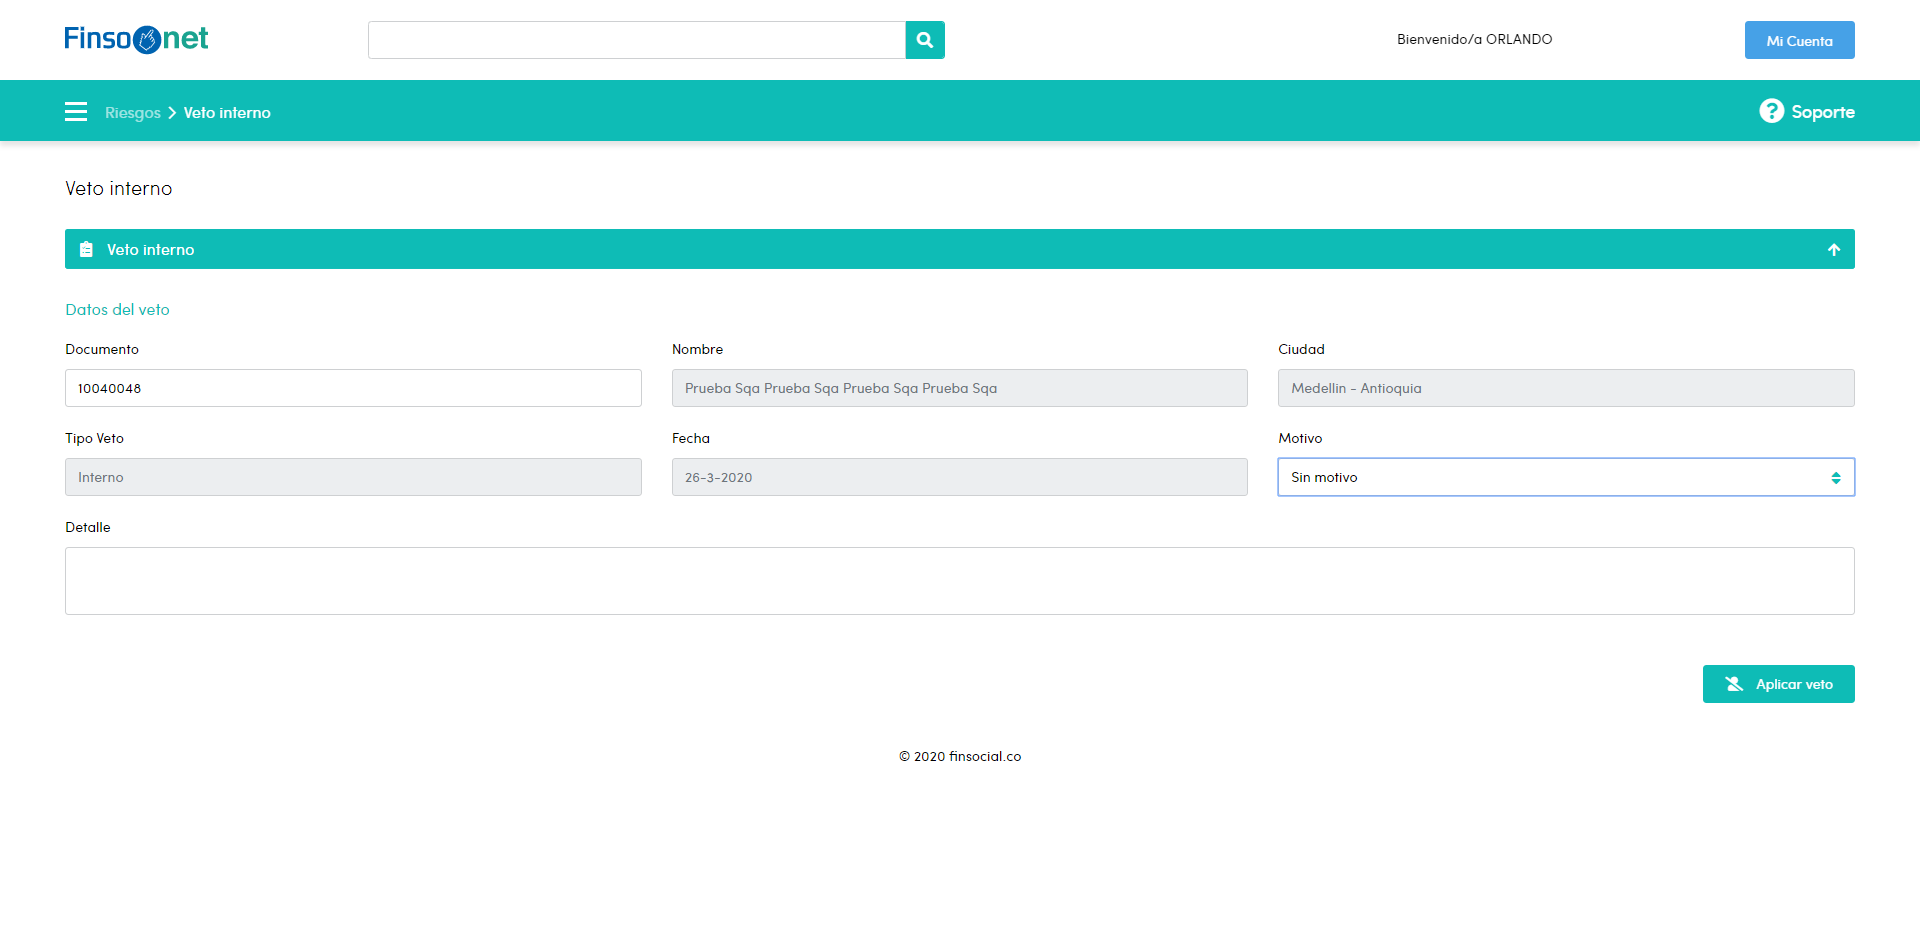 Finsonet
Bienvenido/a ORLANDO
Mi Cuenta
Riesgos > Veto interno
? Soporte
Veto interno
Veto interno
Datos del veto
Documento
Nombre
Ciudad
10040048
Prueba Sqa Prueba Sqa Prueba Sqa Prueba Sqa
Medellin - Antioquia
Tipo Veto
Fecha
Motivo
Interno
26-3-2020
Sin motivo
Detalle
Aplicar veto
© 2020 finsocial.co